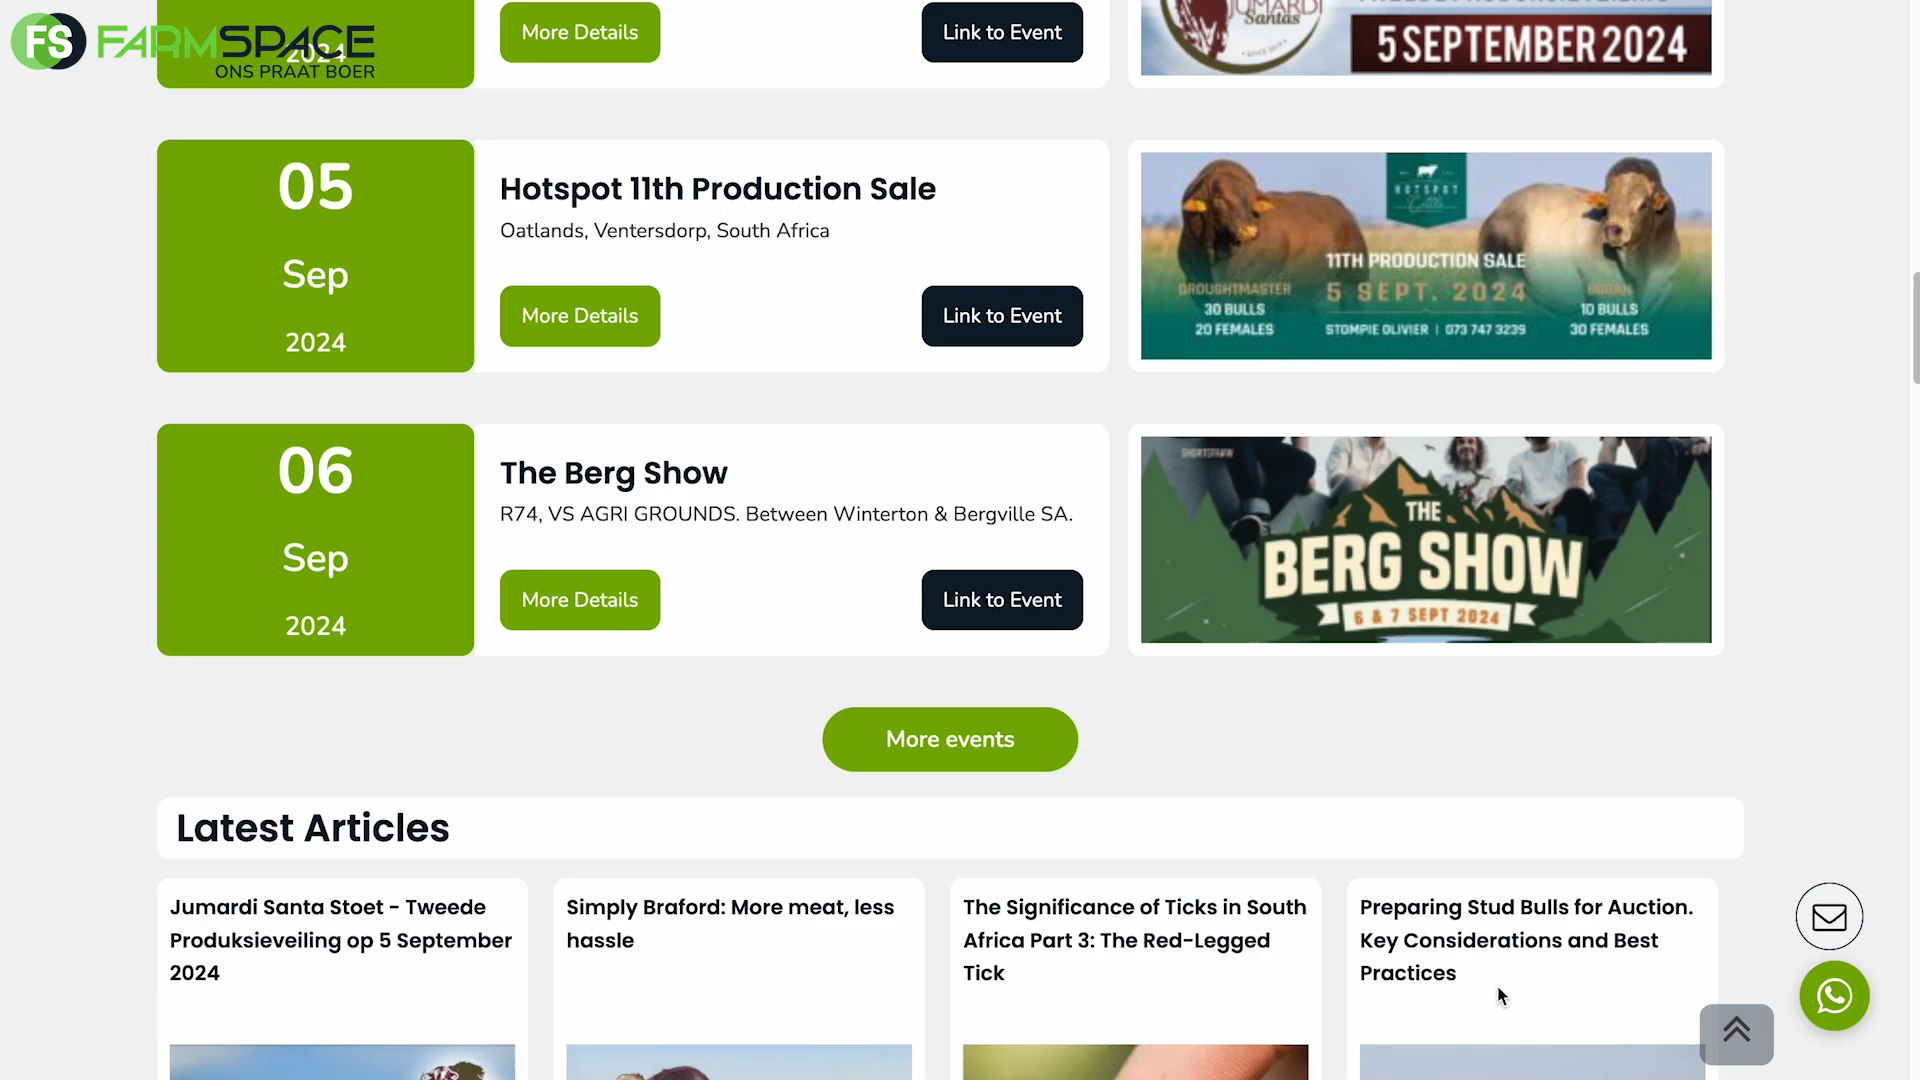 FS FARMSPACE
ONS PRAAT BOER
2024
More Details
Link to Event
JUMARDI
Santas
5 SEPTEMBER 2024
05
Sep
2024
Hotspot 11th Production Sale
Oatlands, Ventersdorp, South Africa
More Details
Link to Event
HOTSPOT
11TH PRODUCTION SALE
DROUGHTMASTER
5 SEPT. 2024
30 BULLS
10 BULLS
20 FEMALES
STOMPIE OLIVIER | 073 747 3239
30 FEMALES
06
Sep
2024
The Berg Show
R74, VS AGRI GROUNDS. Between Winterton & Bergville SA.
More Details
Link to Event
SHORTSTRAW
THE
BERG SHOW
6 & 7 SEPT 2024
More events
Latest Articles
Jumardi Santa Stoet - Tweede
Produksieveiling op 5 September
2024
Simply Braford: More meat, less
hassle
The Significance of Ticks in South
Africa Part 3: The Red-Legged
Tick
Preparing Stud Bulls for Auction.
Key Considerations and Best
Practices